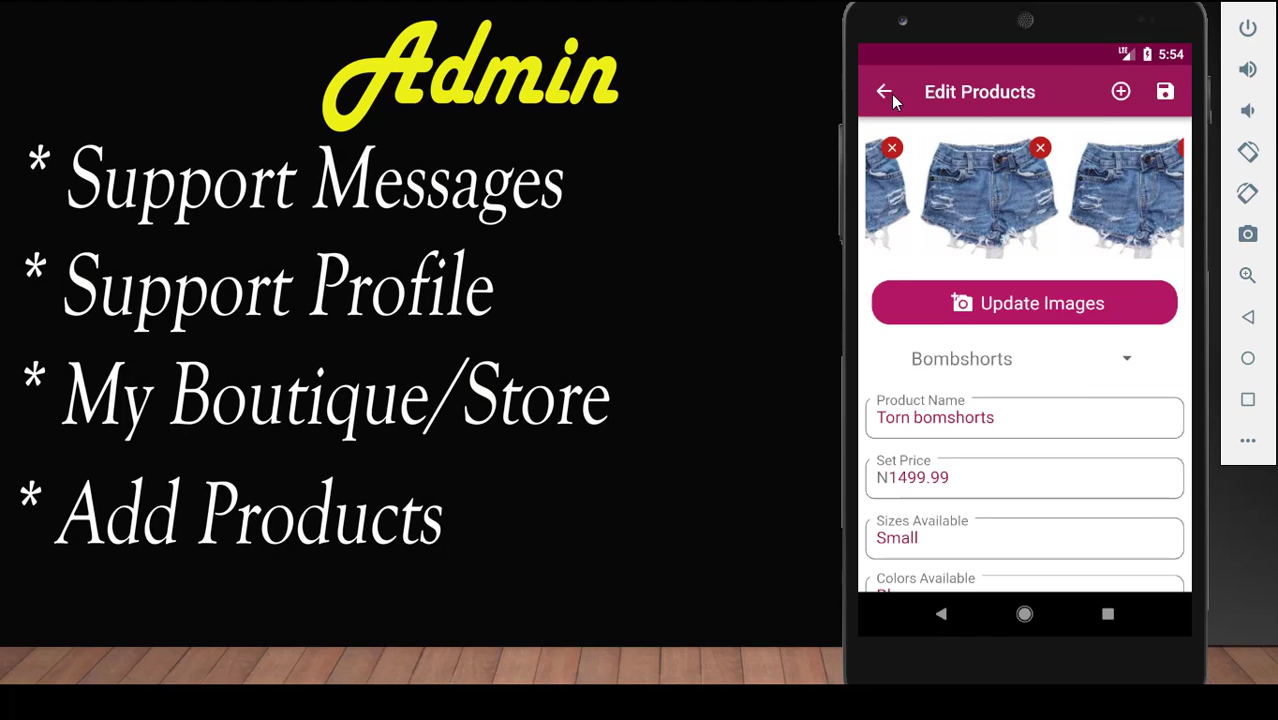 Admin
* Support Messages
* Support Profile
* My Boutique/Store
* Add Products
LTE 5:54
Edit Products
Update Images
Bombshorts
Product Name
Torn bomshorts
Set Price
N1499.99
Sizes Available
Small
Colors Available